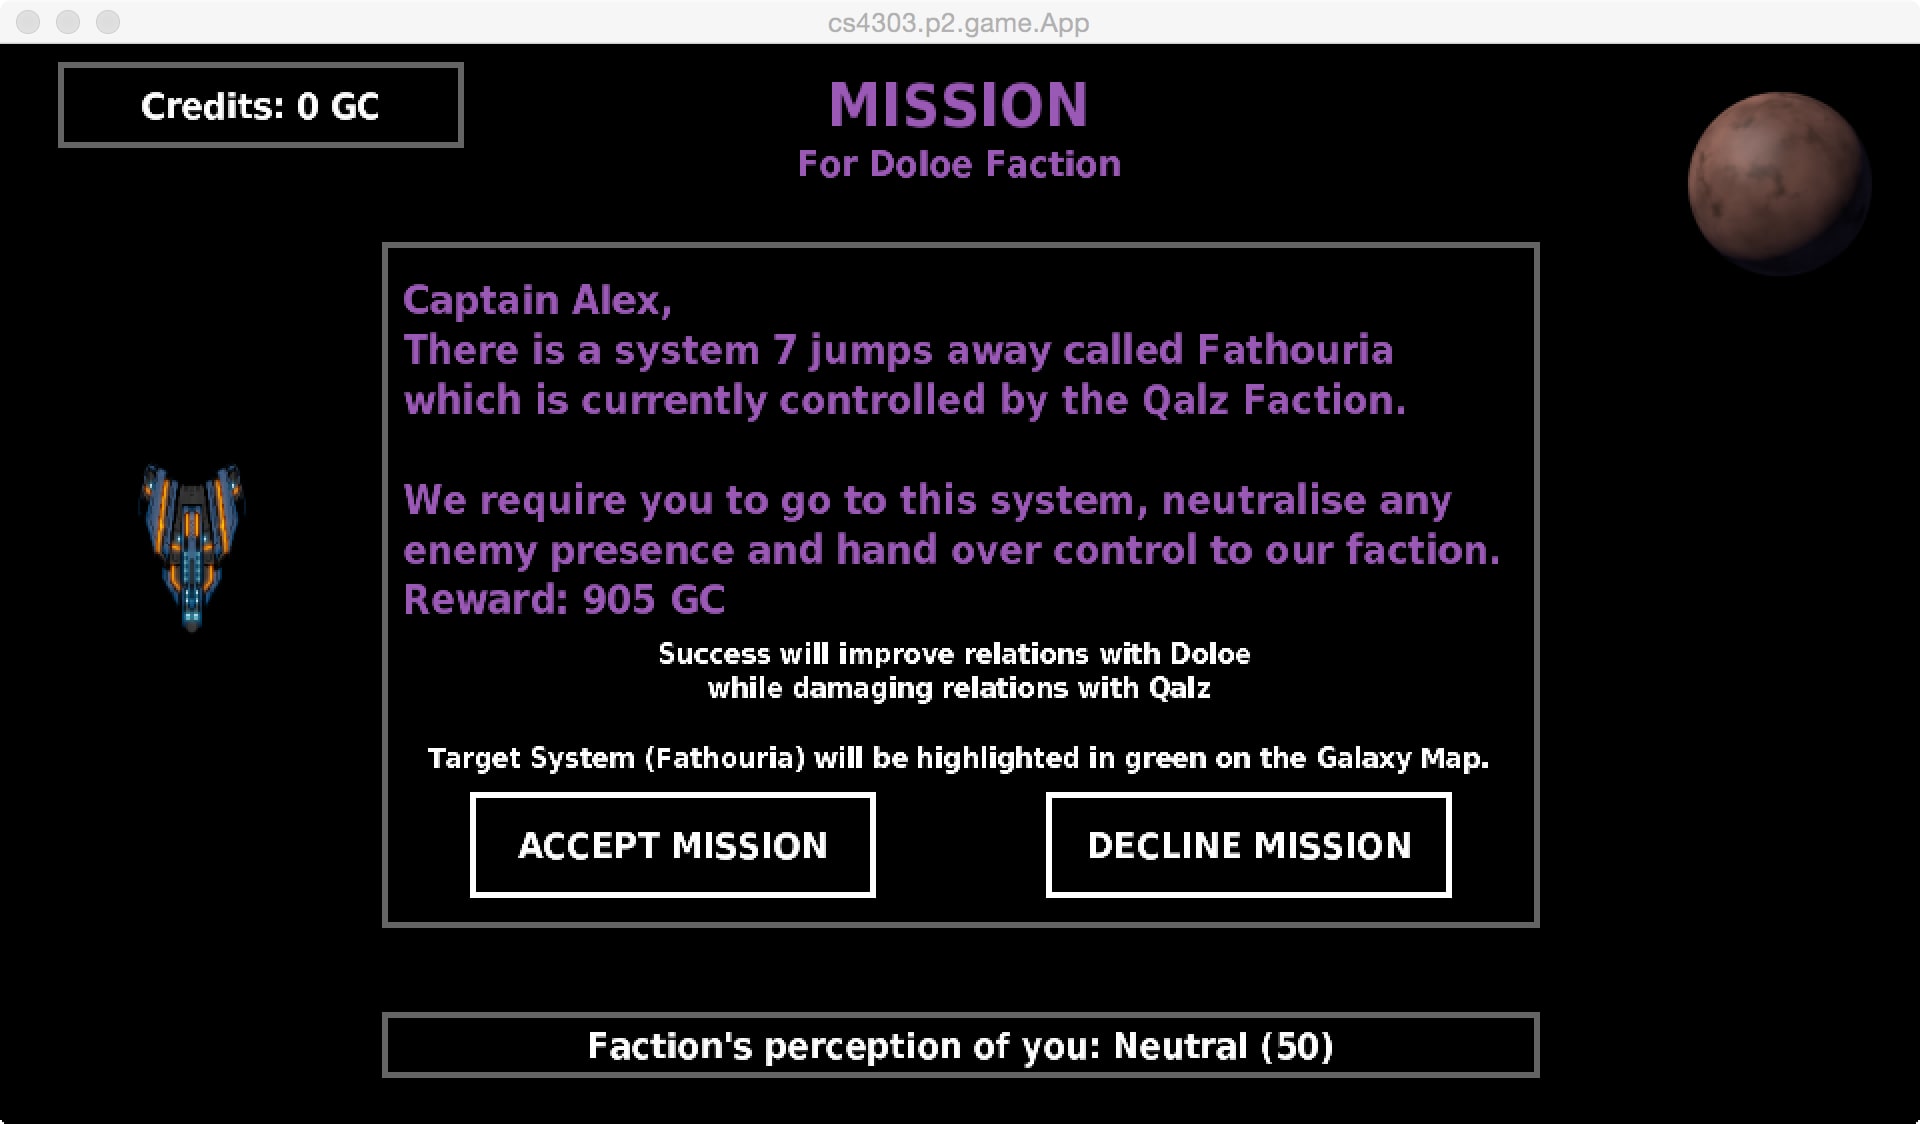 cs4303.p2.game.App
Credits: 0 GC
MISSION
For Doloe Faction
Captain Alex,
There is a system 7 jumps away called Fathouria
which is currently controlled by the Qalz Faction.
We require you to go to this system, neutralise any
enemy presence and hand over control to our faction.
Reward: 905 GC
Success will improve relations with Doloe
while damaging relations with Qalz
Target System (Fathouria) will be highlighted in green on the Galaxy Map.
ACCEPT MISSION
DECLINE MISSION
Faction's perception of you: Neutral (50)